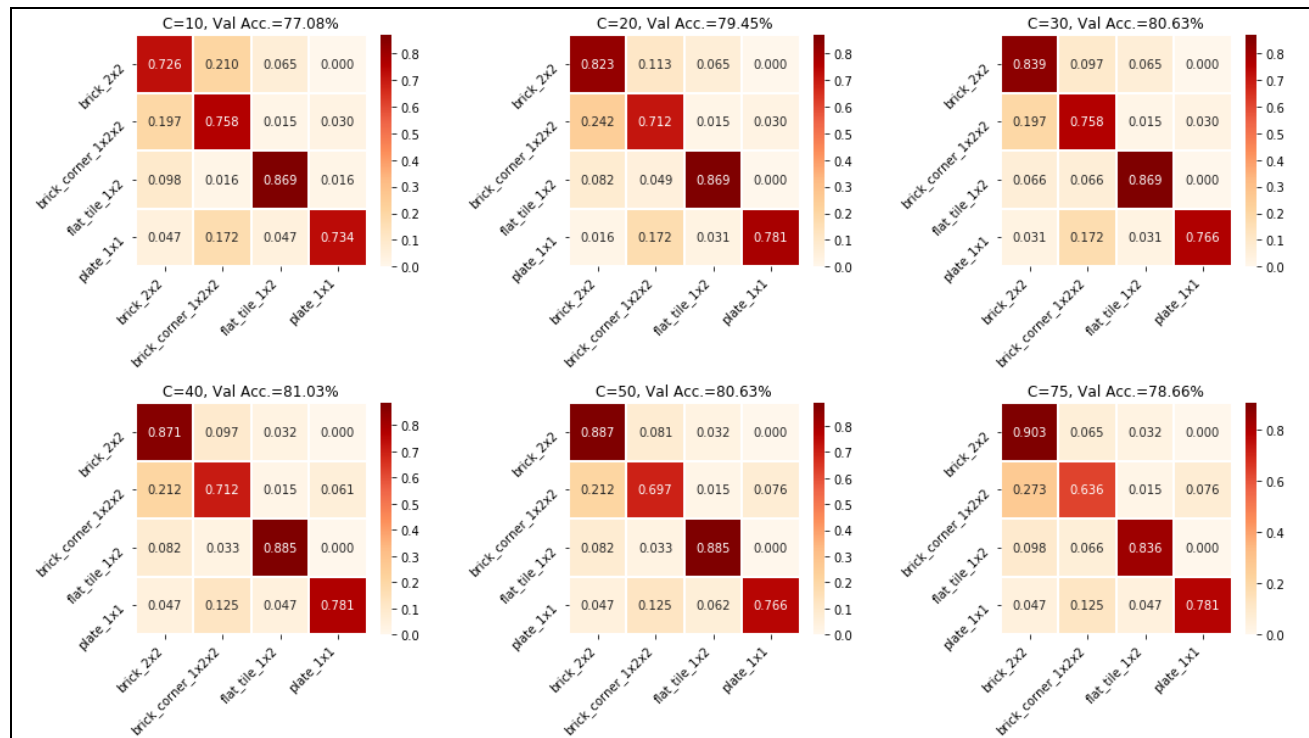 C=10, Val Acc.=77.08%
brick_2x2 0.726 0.210 0.065 0.000
brick_corner_1x2x2 0.197 0.758 0.015 0.030
flat_tile_1x2 0.098 0.016 0.869 0.016
plate_1x1 0.047 0.172 0.047 0.734
brick_2x2 brick_corner_1x2x2 flat_tile_1x2 plate_1x1
0.8
0.7
0.6
0.5
0.4
0.3
0.2
0.1
0.0
C=20, Val Acc.=79.45%
brick_2x2 0.823 0.113 0.065 0.000
brick_corner_1x2x2 0.242 0.712 0.015 0.030
flat_tile_1x2 0.082 0.049 0.869 0.000
plate_1x1 0.016 0.172 0.031 0.781
brick_2x2 brick_corner_1x2x2 flat_tile_1x2 plate_1x1
0.8
0.7
0.6
0.5
0.4
0.3
0.2
0.1
0.0
C=30, Val Acc.=80.63%
brick_2x2 0.839 0.097 0.065 0.000
brick_corner_1x2x2 0.197 0.758 0.015 0.030
flat_tile_1x2 0.066 0.066 0.869 0.000
plate_1x1 0.031 0.172 0.031 0.766
brick_2x2 brick_corner_1x2x2 flat_tile_1x2 plate_1x1
0.8
0.7
0.6
0.5
0.4
0.3
0.2
0.1
0.0
C=40, Val Acc.=81.03%
brick_2x2 0.871 0.097 0.032 0.000
brick_corner_1x2x2 0.212 0.712 0.015 0.061
flat_tile_1x2 0.082 0.033 0.885 0.000
plate_1x1 0.047 0.125 0.047 0.781
brick_2x2 brick_corner_1x2x2 flat_tile_1x2 plate_1x1
0.8
0.7
0.6
0.5
0.4
0.3
0.2
0.1
0.0
C=50, Val Acc.=80.63%
brick_2x2 0.887 0.081 0.032 0.000
brick_corner_1x2x2 0.212 0.697 0.015 0.076
flat_tile_1x2 0.082 0.033 0.885 0.000
plate_1x1 0.047 0.125 0.062 0.766
brick_2x2 brick_corner_1x2x2 flat_tile_1x2 plate_1x1
0.8
0.7
0.6
0.5
0.4
0.3
0.2
0.1
0.0
C=75, Val Acc.=78.66%
brick_2x2 0.903 0.065 0.032 0.000
brick_corner_1x2x2 0.273 0.636 0.015 0.076
flat_tile_1x2 0.098 0.066 0.836 0.000
plate_1x1 0.047 0.125 0.047 0.781
brick_2x2 brick_corner_1x2x2 flat_tile_1x2 plate_1x1
0.8
0.6
0.4
0.2
0.0